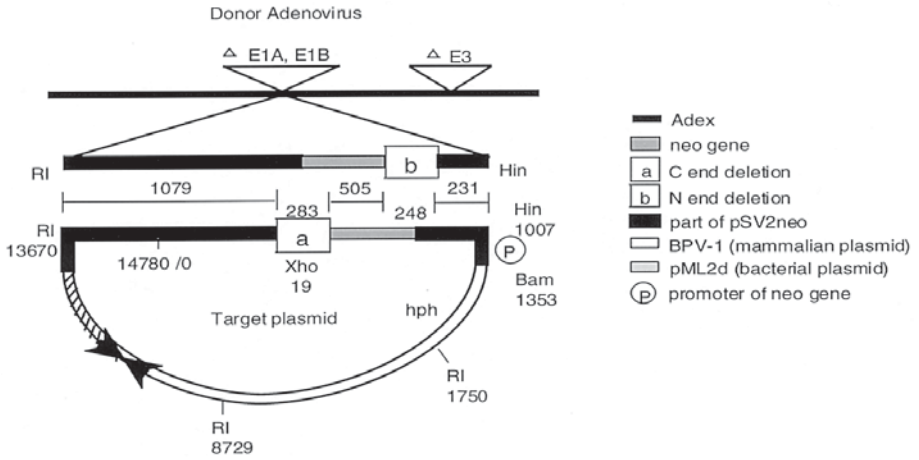 Donor Adenovirus
△ E1A, E1B
△ E3
RI
b
Hin
1079
505
231
283
248
RI
13670
a
Hin
1007
P
14780 /0
Xho
19
Bam
1353
Target plasmid
hph
RI
1750
RI
8729
Adex
neo gene
a C end deletion
b N end deletion
part of pSV2neo
BPV-1 (mammalian plasmid)
pML2d (bacterial plasmid)
P promoter of neo gene